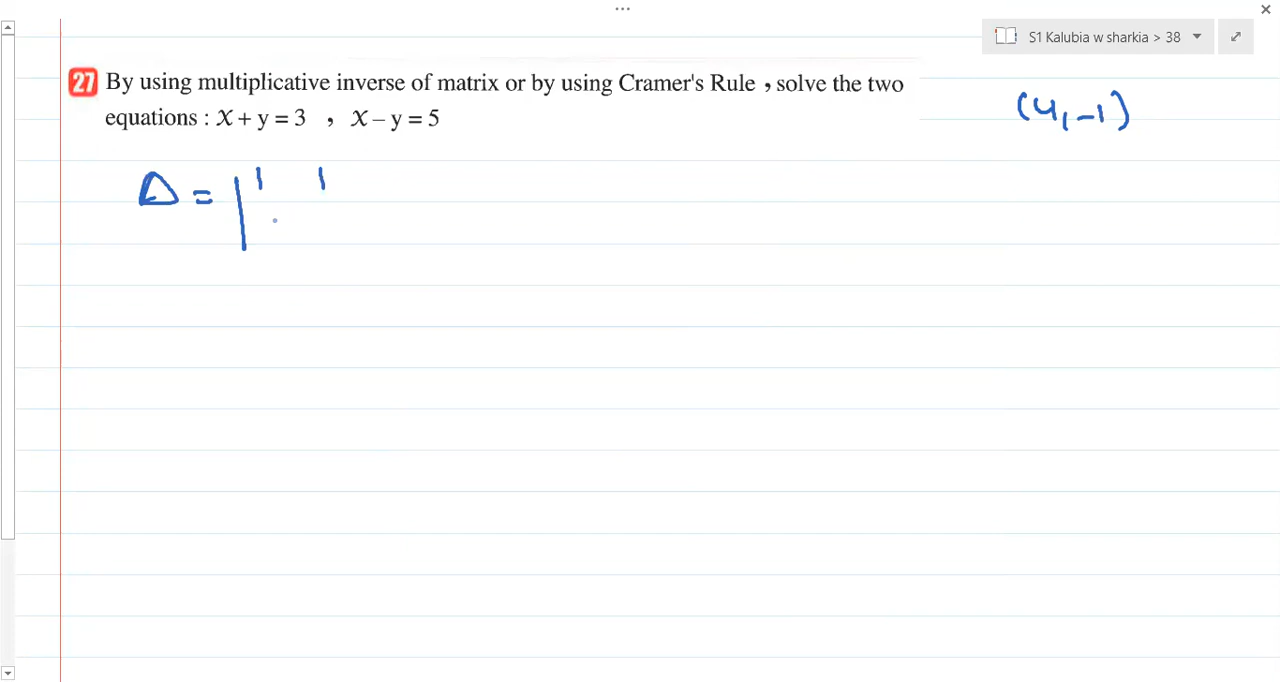 ...
S1 Kalubia w sharkia > 38
27 By using multiplicative inverse of matrix or by using Cramer's Rule , solve the two
equations : X + y = 3 , X – y = 5
(4, -1)
Δ = | 1 1